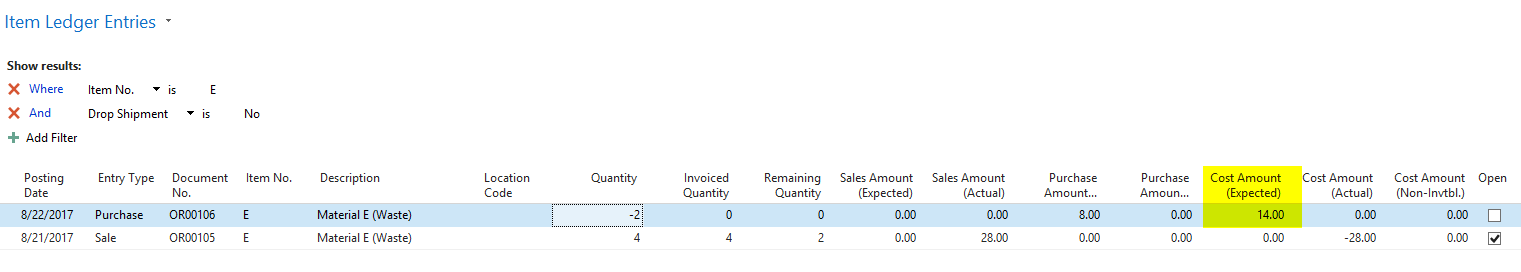 Item Ledger Entries
Show results:
Where Item No. is E
And Drop Shipment is No
Add Filter
Posting Date Entry Type Document No. Item No. Description Location Code Quantity Invoiced Quantity Remaining Quantity Sales Amount (Expected) Sales Amount (Actual) Purchase Amount... Purchase Amoun... Cost Amount (Expected) Cost Amount (Actual) Cost Amount (Non-Invtbl.) Open
8/22/2017 Purchase OR00106 E Material E (Waste) -2 0 0 0.00 0.00 8.00 0.00 14.00 0.00 0.00
8/21/2017 Sale OR00105 E Material E (Waste) 4 4 2 0.00 28.00 0.00 0.00 0.00 -28.00 0.00